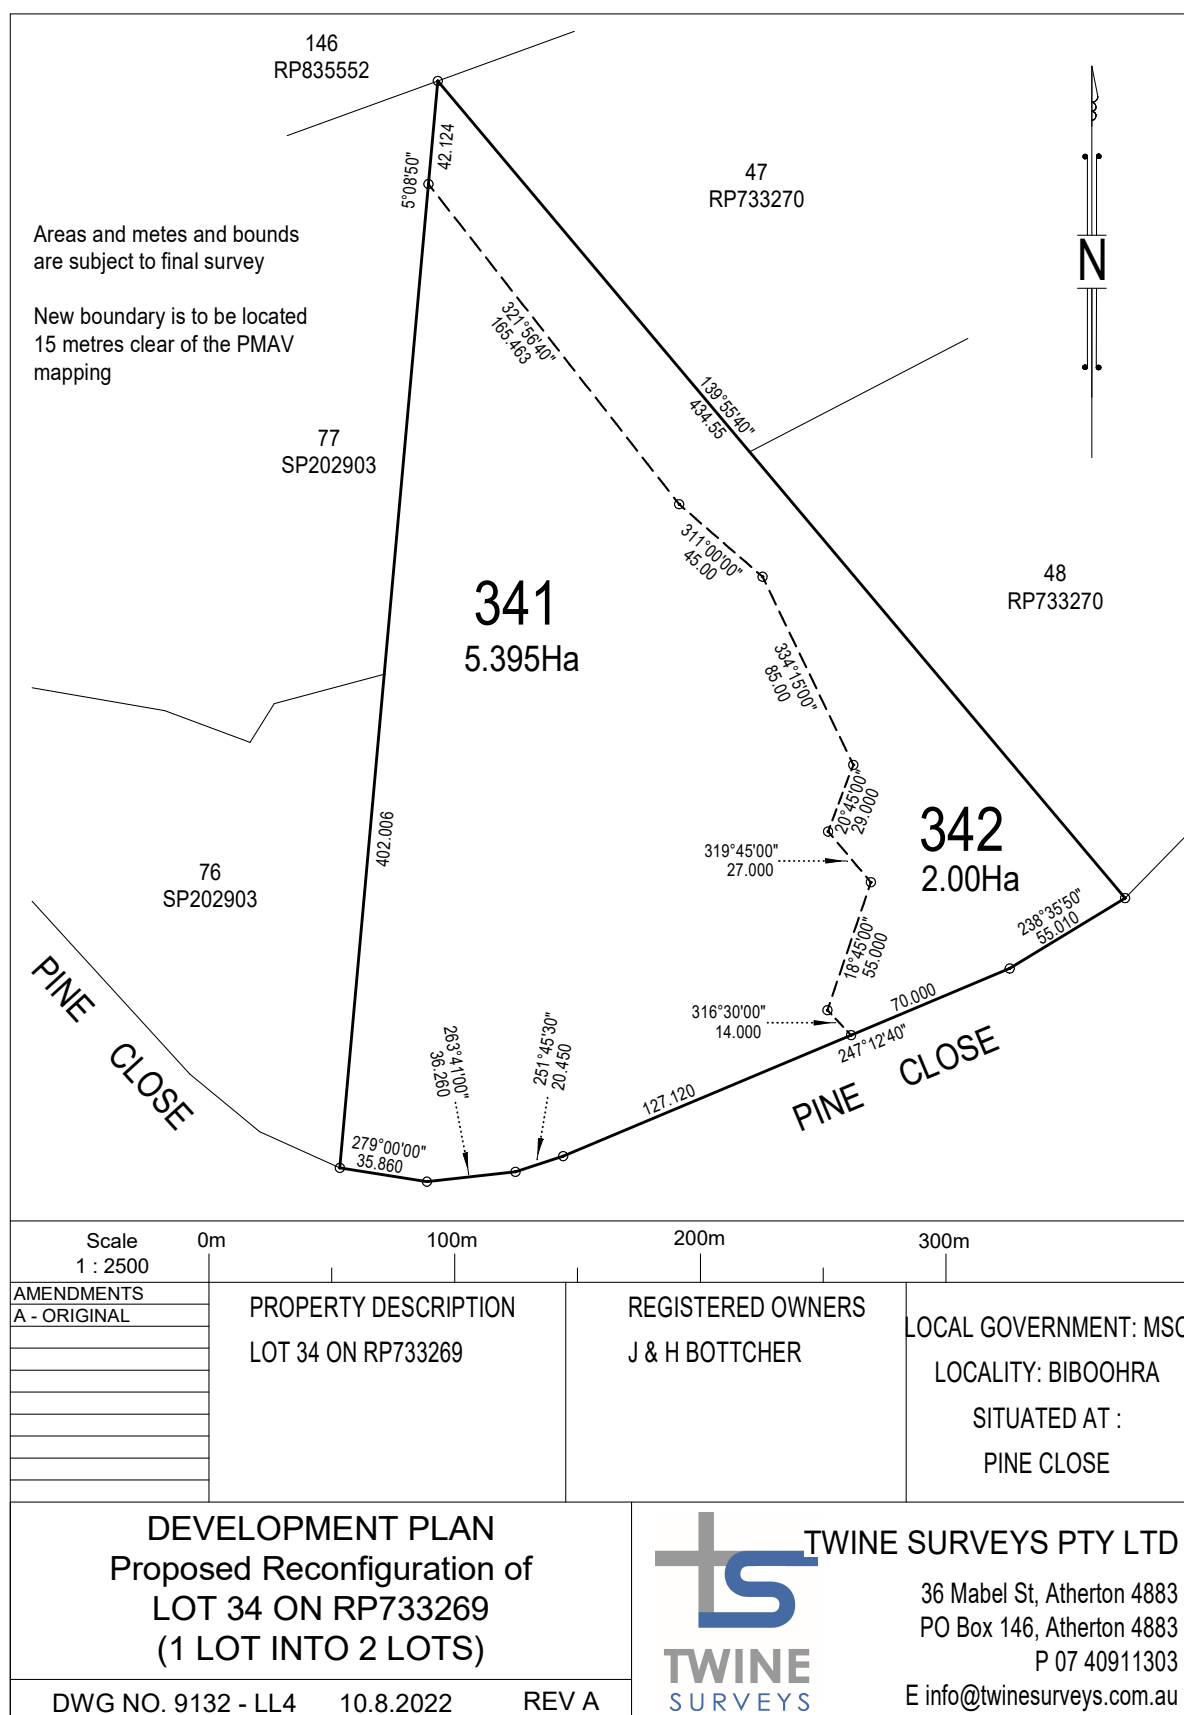 146
RP835552
42.124
5°08'50"
47
RP733270
Areas and metes and bounds
are subject to final survey
New boundary is to be located
15 metres clear of the PMAV
mapping
N
321°56'40"
165.463
139°55'40"
434.55
77
SP202903
311°00'00"
45.00
341
5.395Ha
48
RP733270
334°15'00"
85.00
20°45'00"
29.000
342
2.00Ha
402.006
319°45'00"
27.000
76
SP202903
238°35'50"
55.010
18°45'00"
55.000
70.000
316°30'00"
14.000
247°12'40"
PINE CLOSE
263°41'00"
36.260
251°45'30"
20.450
127.120
PINE CLOSE
279°00'00"
35.860
Scale
1 : 2500
0m 100m 200m 300m
AMENDMENTS
A - ORIGINAL
PROPERTY DESCRIPTION
LOT 34 ON RP733269
REGISTERED OWNERS
J & H BOTTCHER
LOCAL GOVERNMENT: MSC
LOCALITY: BIBOOHRA
SITUATED AT :
PINE CLOSE
DEVELOPMENT PLAN
Proposed Reconfiguration of
LOT 34 ON RP733269
(1 LOT INTO 2 LOTS)
DWG NO. 9132 - LL4 10.8.2022 REV A
TWINE
SURVEYS
TWINE SURVEYS PTY LTD
36 Mabel St, Atherton 4883
PO Box 146, Atherton 4883
P 07 40911303
E info@twinesurveys.com.au